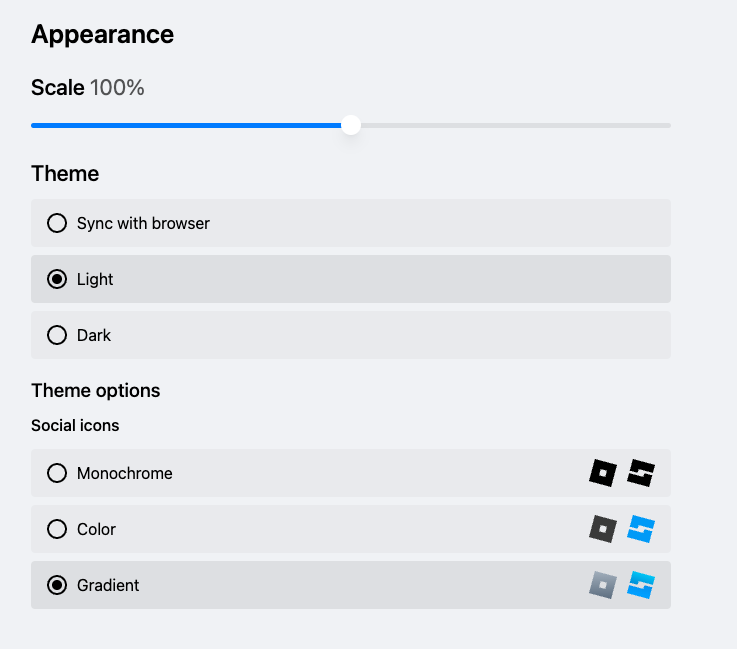 Appearance
Scale 100%
Theme
Sync with browser
Light
Dark
Theme options
Social icons
Monochrome
Color
Gradient